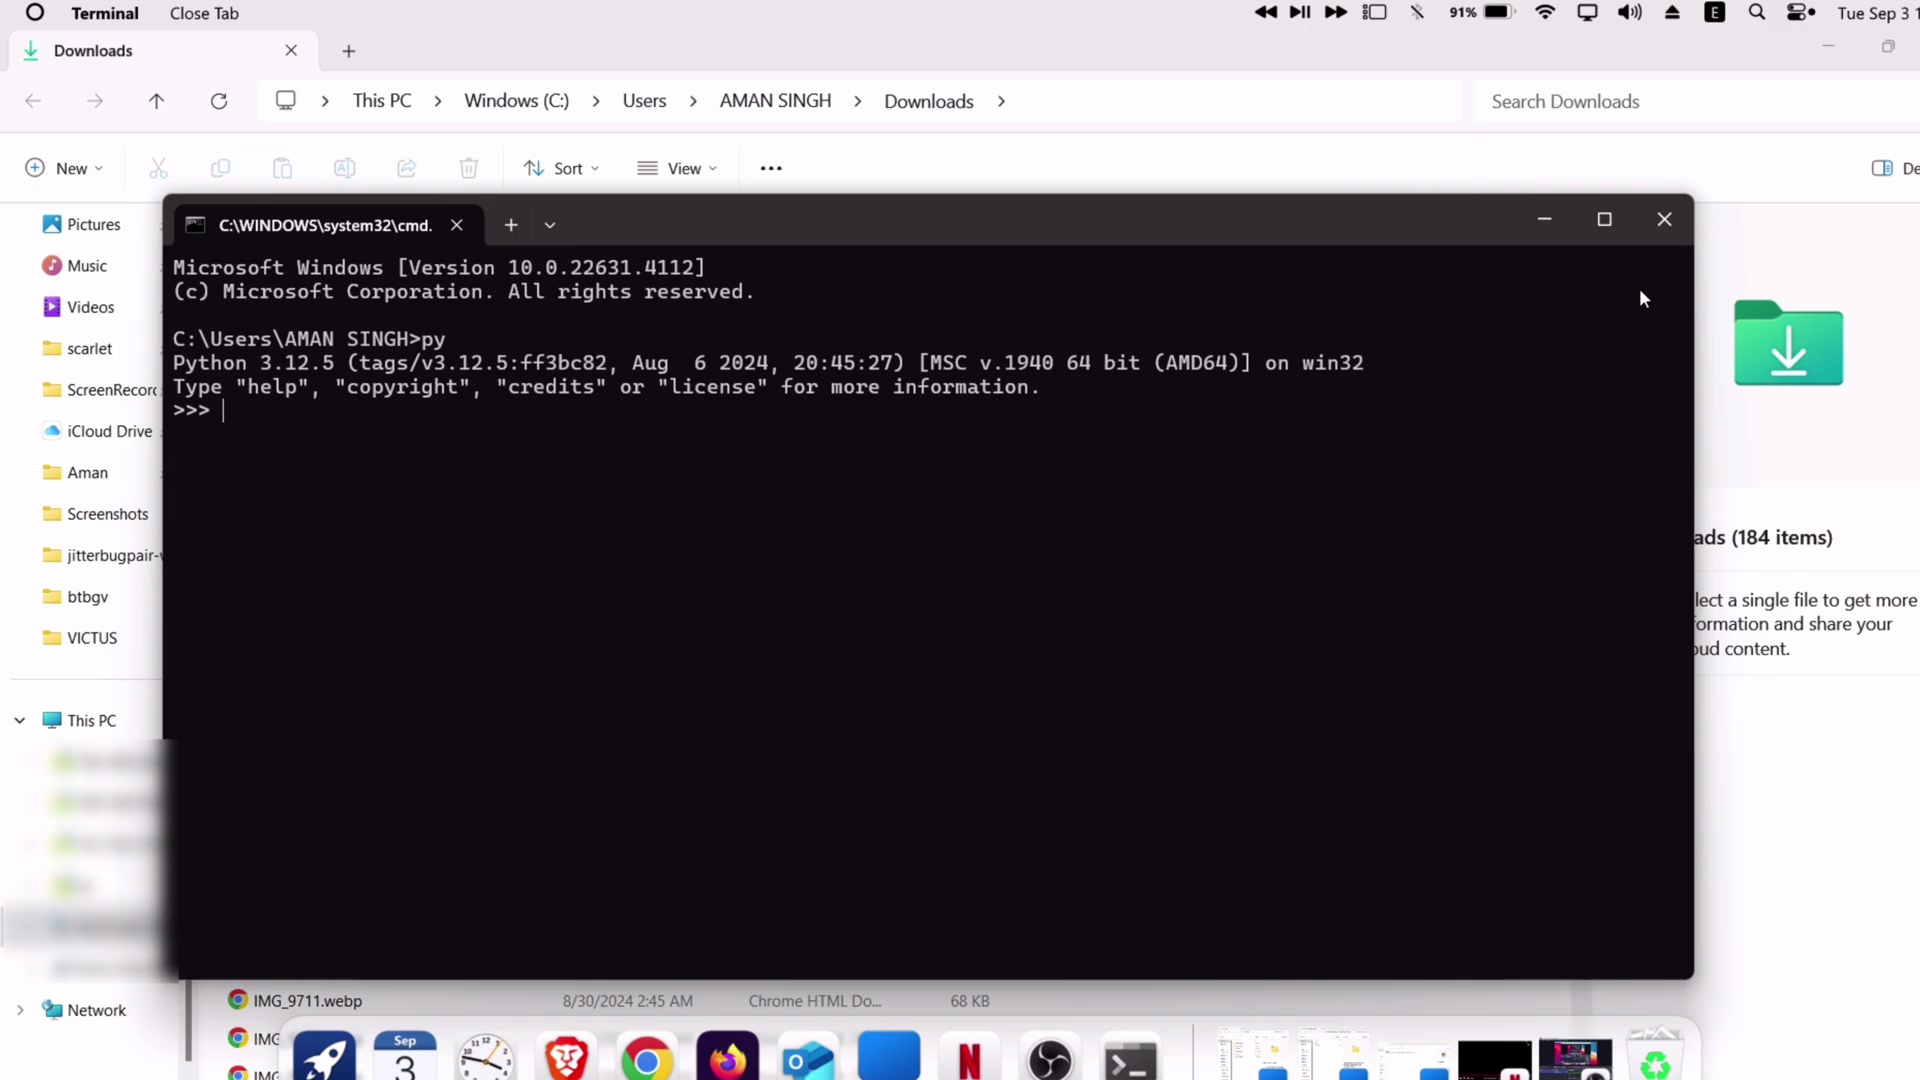 Terminal Close Tab 91% E Tue Sep 3 1
Downloads
This PC Windows (C:) Users AMAN SINGH Downloads Search Downloads
New Sort View De
C:\WINDOWS\system32\cmd.
Pictures
Music
Videos
scarlet
ScreenRecorc
iCloud Drive
Aman
Screenshots
jitterbugpair-w
btbgv
VICTUS
This PC
Network
Microsoft Windows [Version 10.0.22631.4112]
(c) Microsoft Corporation. All rights reserved.
C:\Users\AMAN SINGH>py
Python 3.12.5 (tags/v3.12.5:ff3bc82, Aug  6 2024, 20:45:27) [MSC v.1940 64 bit (AMD64)] on win32
Type "help", "copyright", "credits" or "license" for more information.
>>>
ads (184 items)
lect a single file to get more
formation and share your
oud content.
IMG_9711.webp 8/30/2024 2:45 AM Chrome HTML Do... 68 KB
IMG
IMG
Sep
3